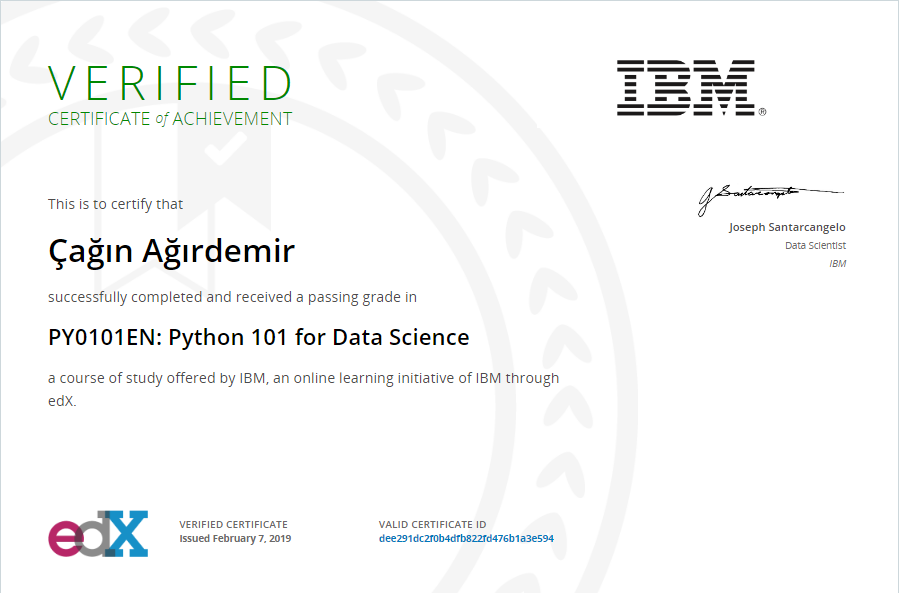 VERIFIED
CERTIFICATE of ACHIEVEMENT
IBM®
This is to certify that
Çağın Ağırdemir
successfully completed and received a passing grade in
PY0101EN: Python 101 for Data Science
a course of study offered by IBM, an online learning initiative of IBM through
edX.
J Santarcangelo
Joseph Santarcangelo
Data Scientist
IBM
edX
VERIFIED CERTIFICATE
Issued February 7, 2019
VALID CERTIFICATE ID
dee291dc2f0b4dfb822fd476b1a3e594